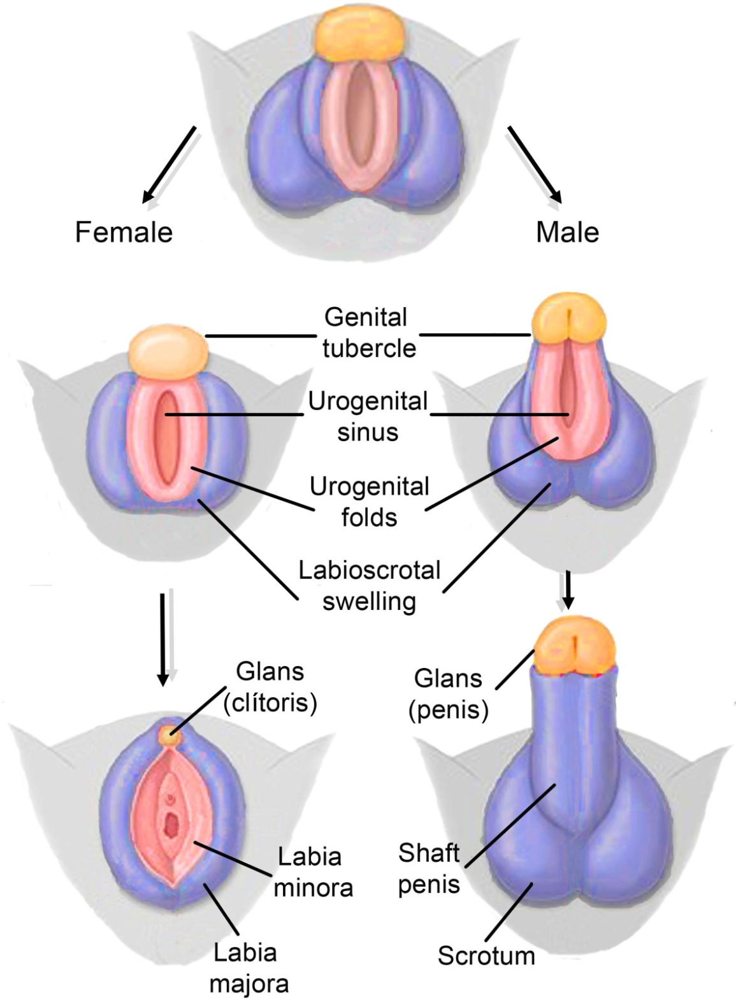 Female
Male
Genital
tubercle
Urogenital
sinus
Urogenital
folds
Labioscrotal
swelling
Glans
(clítoris)
Glans
(penis)
Labia
minora
Shaft
penis
Labia
majora
Scrotum